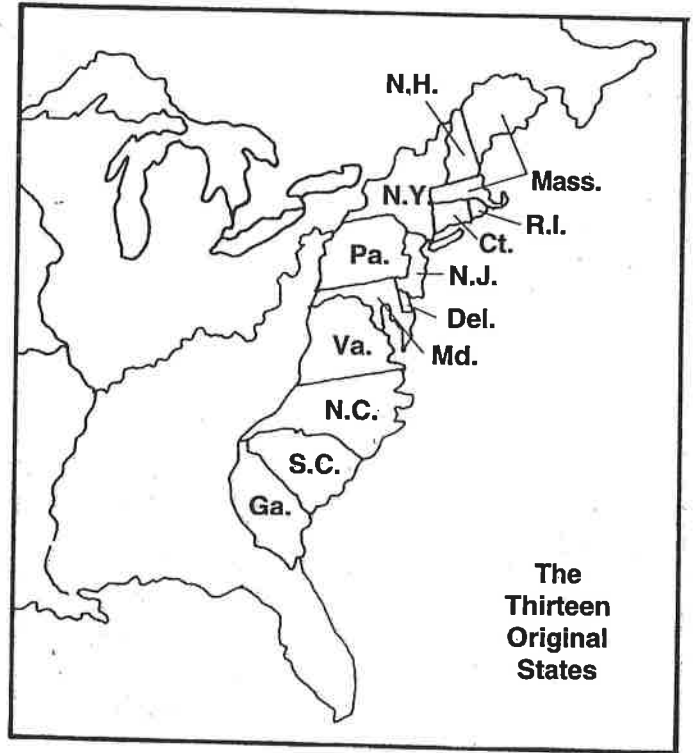 N.H.
Mass.
N.Y.
R.I.
Ct.
Pa.
N.J.
Del.
Md.
Va.
N.C.
S.C.
Ga.
The
Thirteen
Original
States